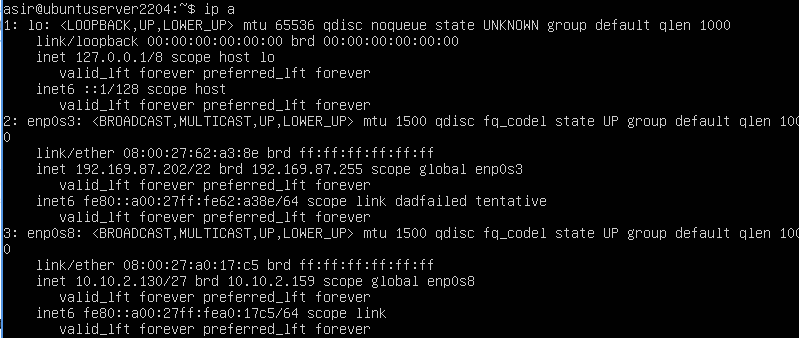 asir@ubuntuserver2204:~$ ip a
1: lo: <LOOPBACK,UP,LOWER_UP> mtu 65536 qdisc noqueue state UNKNOWN group default qlen 1000
    link/loopback 00:00:00:00:00:00 brd 00:00:00:00:00:00
    inet 127.0.0.1/8 scope host lo
       valid_lft forever preferred_lft forever
    inet6 ::1/128 scope host
       valid_lft forever preferred_lft forever
2: enp0s3: <BROADCAST,MULTICAST,UP,LOWER_UP> mtu 1500 qdisc fq_codel state UP group default qlen 100
0
    link/ether 08:00:27:62:a3:8e brd ff:ff:ff:ff:ff:ff
    inet 192.169.87.202/22 brd 192.169.87.255 scope global enp0s3
       valid_lft forever preferred_lft forever
    inet6 fe80::a00:27ff:fe62:a38e/64 scope link dadfailed tentative
       valid_lft forever preferred_lft forever
3: enp0s8: <BROADCAST,MULTICAST,UP,LOWER_UP> mtu 1500 qdisc fq_codel state UP group default qlen 100
0
    link/ether 08:00:27:a0:17:c5 brd ff:ff:ff:ff:ff:ff
    inet 10.10.2.130/27 brd 10.10.2.159 scope global enp0s8
       valid_lft forever preferred_lft forever
    inet6 fe80::a00:27ff:fea0:17c5/64 scope link
       valid_lft forever preferred_lft forever